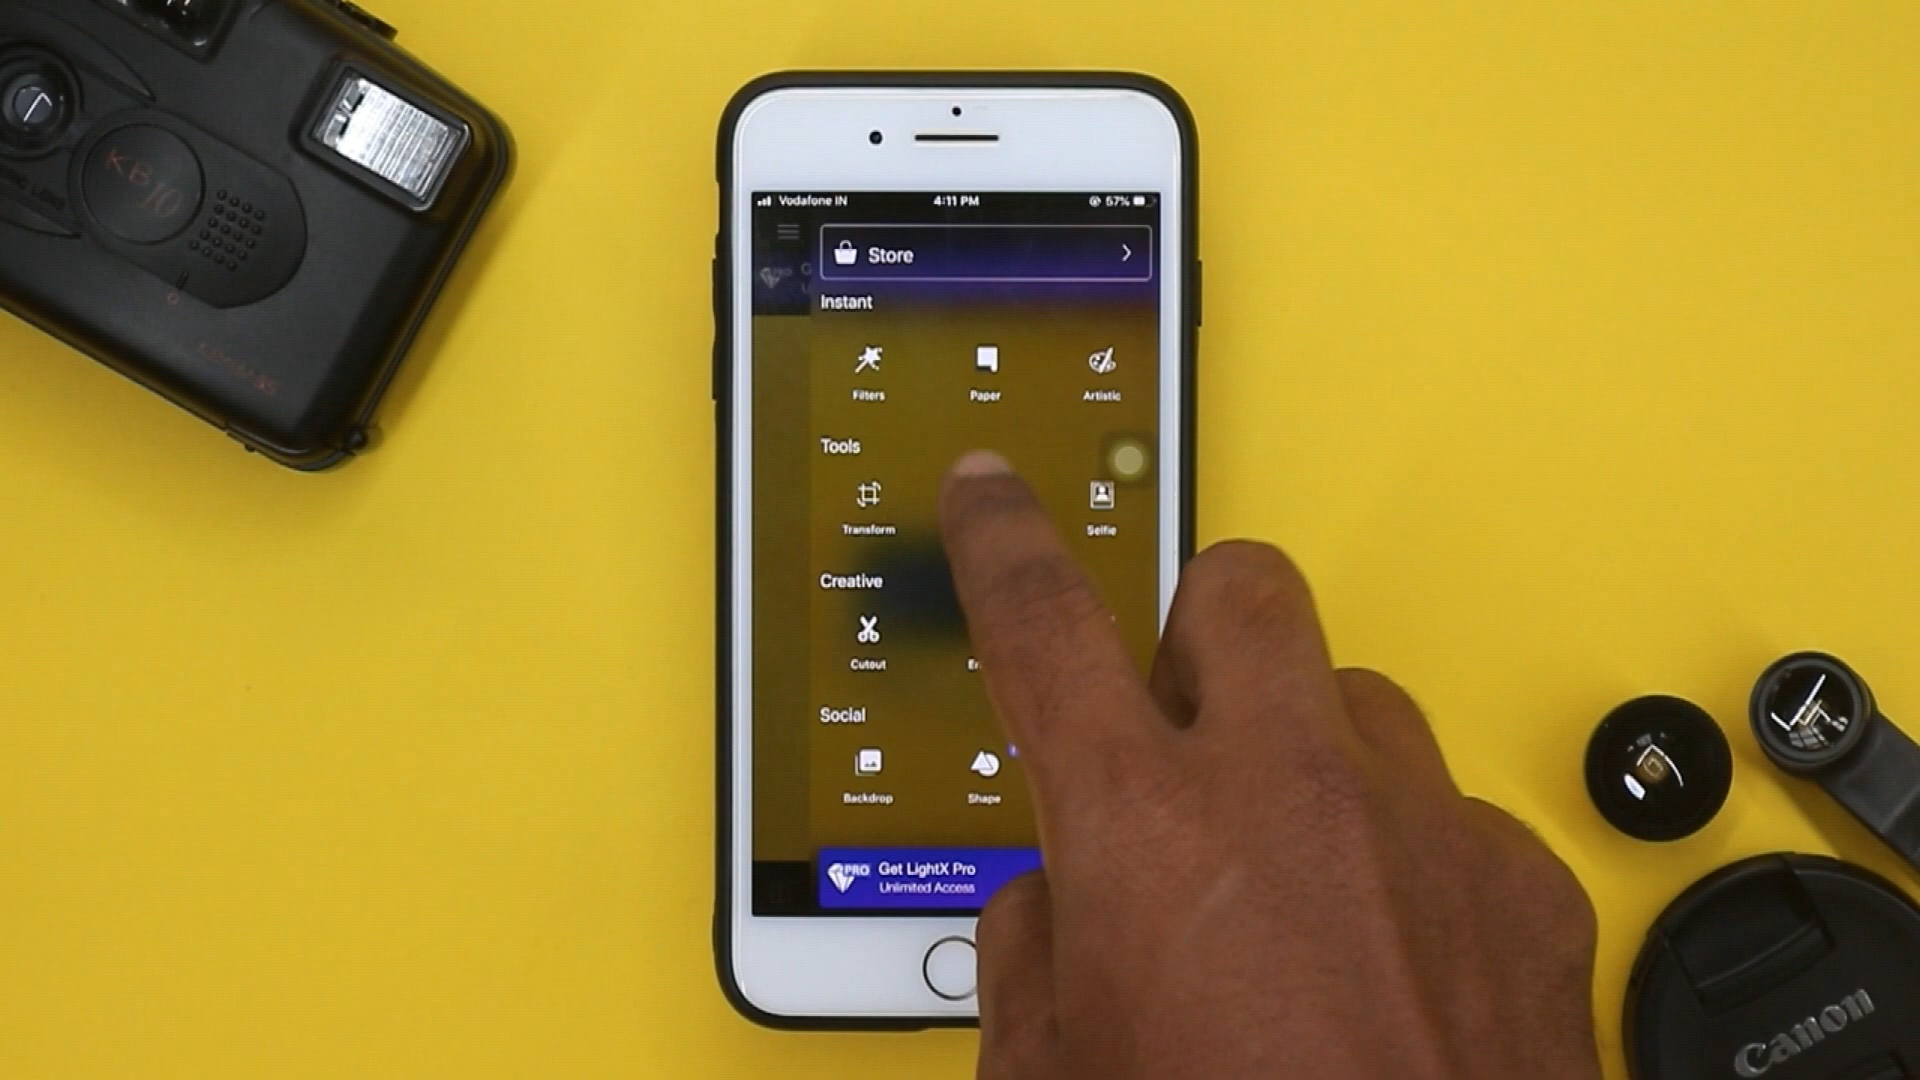 KB10
Vodafone IN 4:11 PM 57%
Store
Instant
Filters Paper Artistic
Tools
Transform Selfie
Creative
Cutout
Social
Backdrop Shape
PRO Get LightX Pro
Unlimited Access
Canon